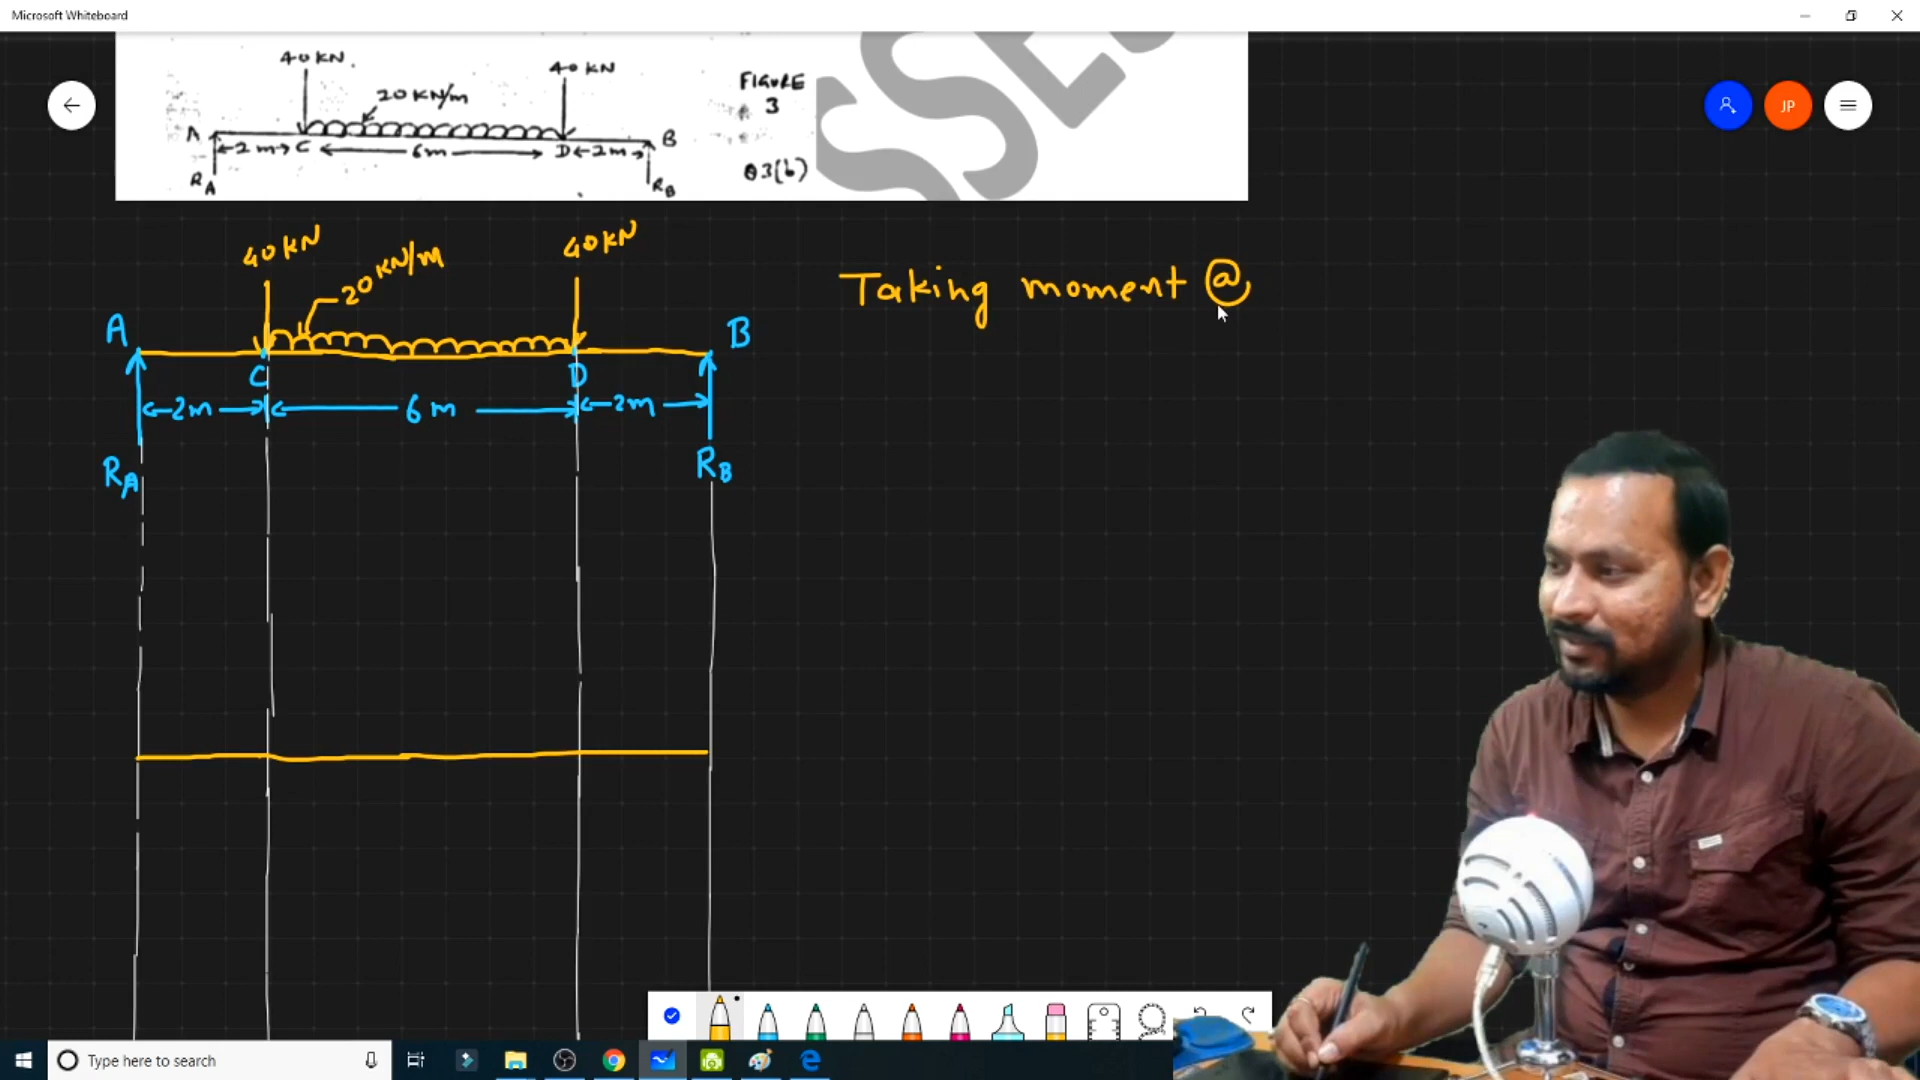 Microsoft Whiteboard
40 KN
40 KN
20 KN/m
FIGURE
3
A
B
2 m
C
6m
D
2m
RA
RB
Q3(b)
JP
40 KN
40 KN
20 KN/m
Taking moment @
A
B
C
D
2m
6 m
2m
RA
RB
Type here to search